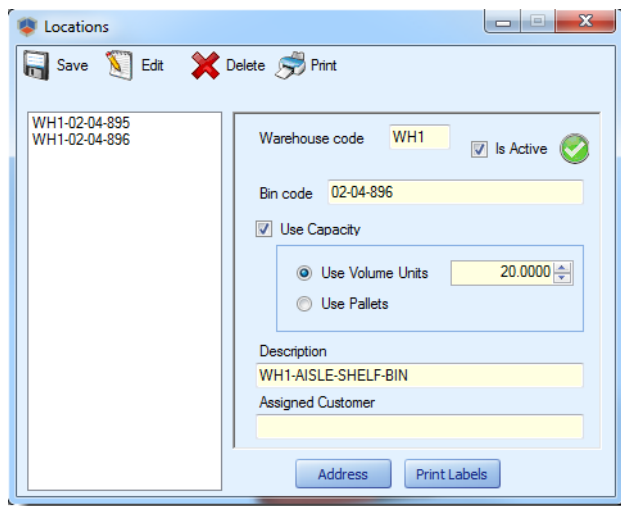 Locations
Save Edit Delete Print
WH1-02-04-895
WH1-02-04-896
Warehouse code WH1 Is Active
Bin code 02-04-896
Use Capacity
Use Volume Units 20.0000
Use Pallets
Description
WH1-AISLE-SHELF-BIN
Assigned Customer
Address Print Labels